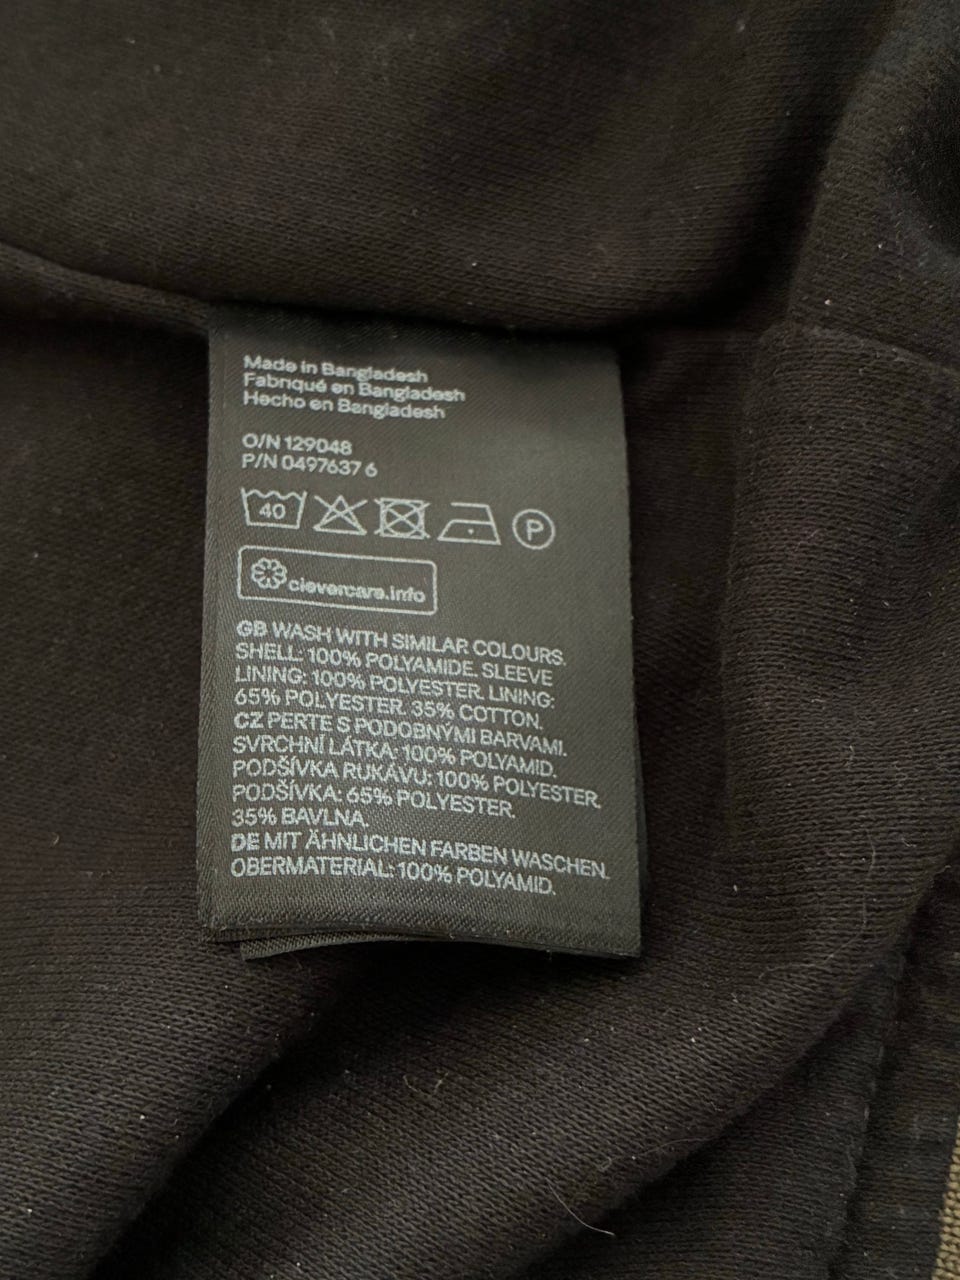 Made in Bangladesh
Fabriqué en Bangladesh
Hecho en Bangladesh
O/N 129048
P/N 0497637 6
40 P
clevercare.info
GB WASH WITH SIMILAR COLOURS.
SHELL: 100% POLYAMIDE. SLEEVE
LINING: 100% POLYESTER. LINING:
65% POLYESTER. 35% COTTON.
CZ PERTE S PODOBNÝMI BARVAMI.
SVRCHNÍ LÁTKA: 100% POLYAMID.
PODŠÍVKA RUKÁVU: 100% POLYESTER.
PODŠÍVKA: 65% POLYESTER.
35% BAVLNA.
DE MIT ÄHNLICHEN FARBEN WASCHEN.
OBERMATERIAL: 100% POLYAMID.